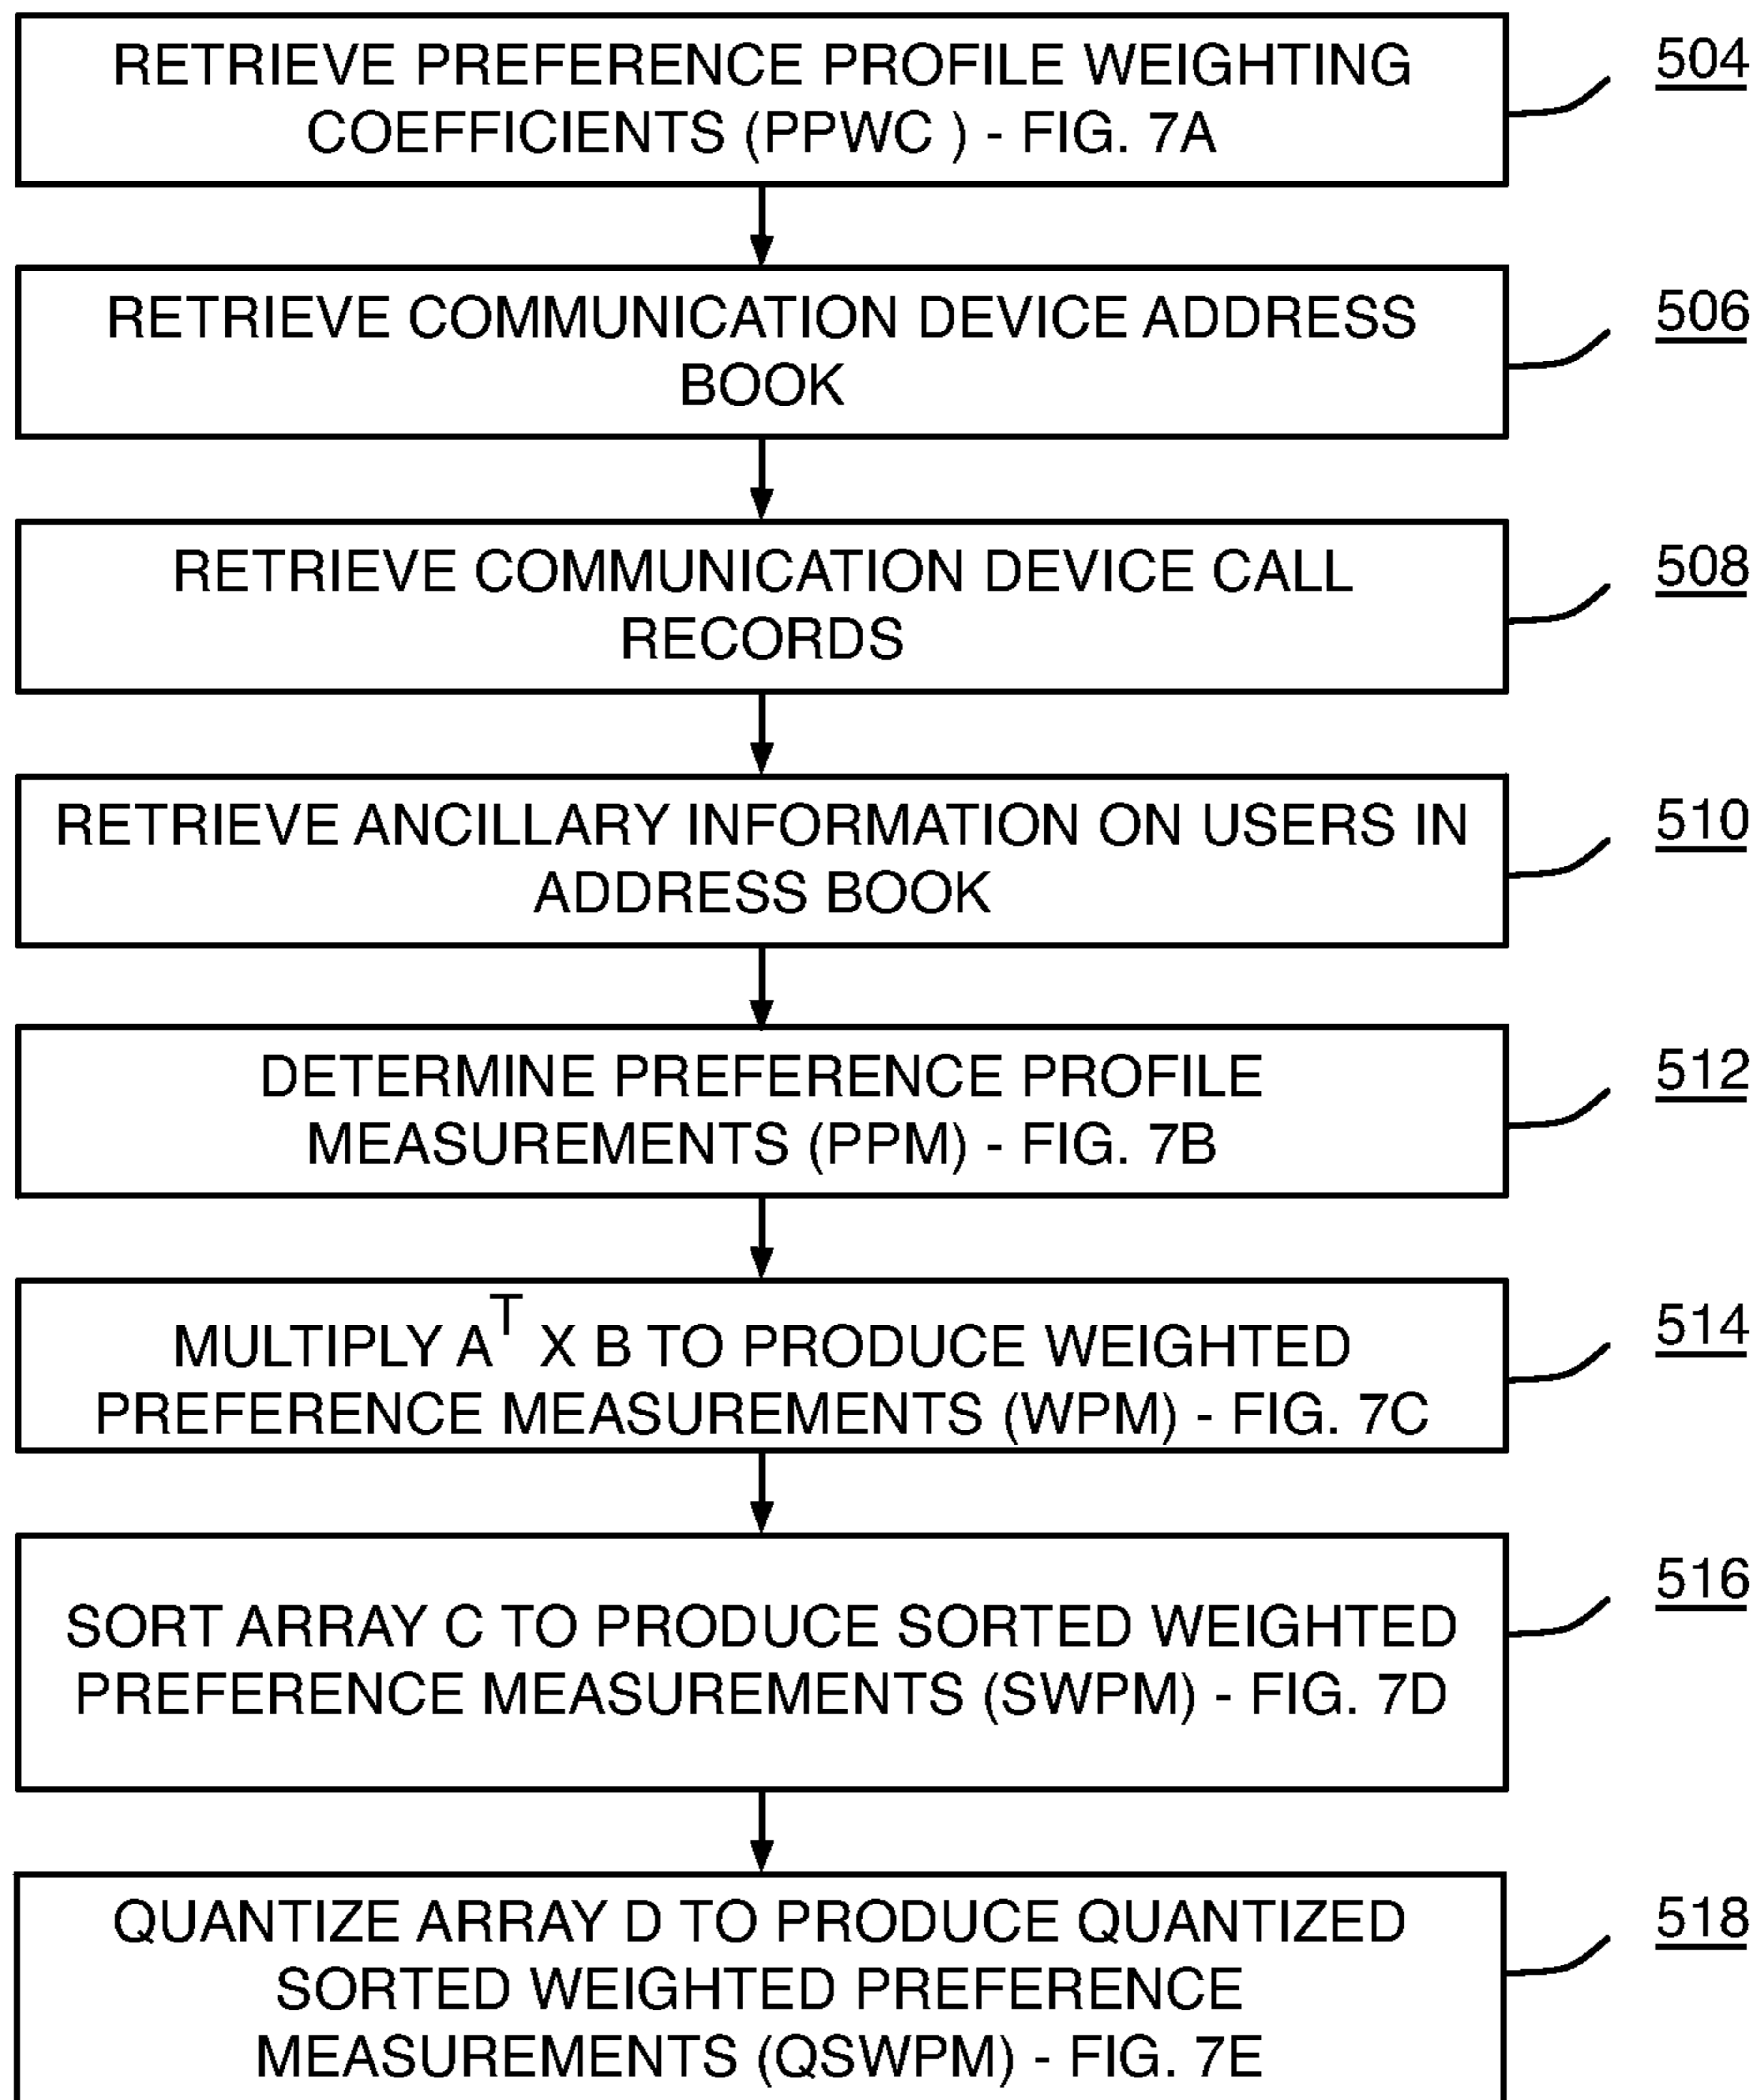 RETRIEVE PREFERENCE PROFILE WEIGHTING
COEFFICIENTS (PPWC ) - FIG. 7A
504
RETRIEVE COMMUNICATION DEVICE ADDRESS
BOOK
506
RETRIEVE COMMUNICATION DEVICE CALL
RECORDS
508
RETRIEVE ANCILLARY INFORMATION ON USERS IN
ADDRESS BOOK
510
DETERMINE PREFERENCE PROFILE
MEASUREMENTS (PPM) - FIG. 7B
512
MULTIPLY A^T X B TO PRODUCE WEIGHTED
PREFERENCE MEASUREMENTS (WPM) - FIG. 7C
514
SORT ARRAY C TO PRODUCE SORTED WEIGHTED
PREFERENCE MEASUREMENTS (SWPM) - FIG. 7D
516
QUANTIZE ARRAY D TO PRODUCE QUANTIZED
SORTED WEIGHTED PREFERENCE
MEASUREMENTS (QSWPM) - FIG. 7E
518